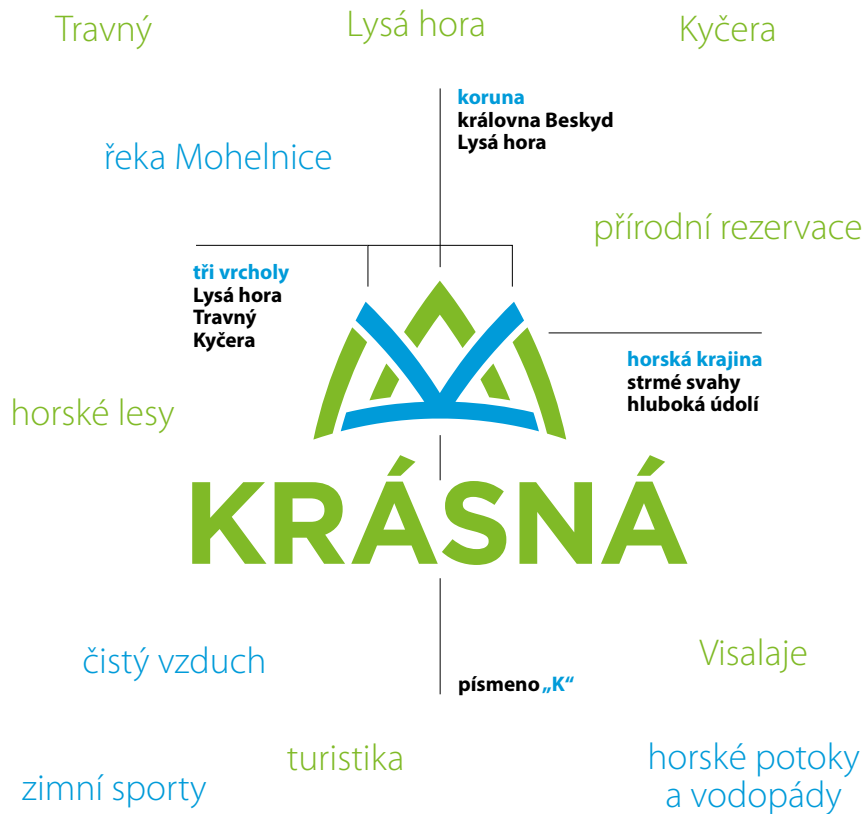 Travný
Lysá hora
Kyčera
koruna
královna Beskyd
Lysá hora
řeka Mohelnice
přírodní rezervace
tři vrcholy
Lysá hora
Travný
Kyčera
horská krajina
strmé svahy
hluboká údolí
horské lesy
KRÁSNÁ
čistý vzduch
Visalaje
písmeno „K“
turistika
horské potoky
a vodopády
zimní sporty